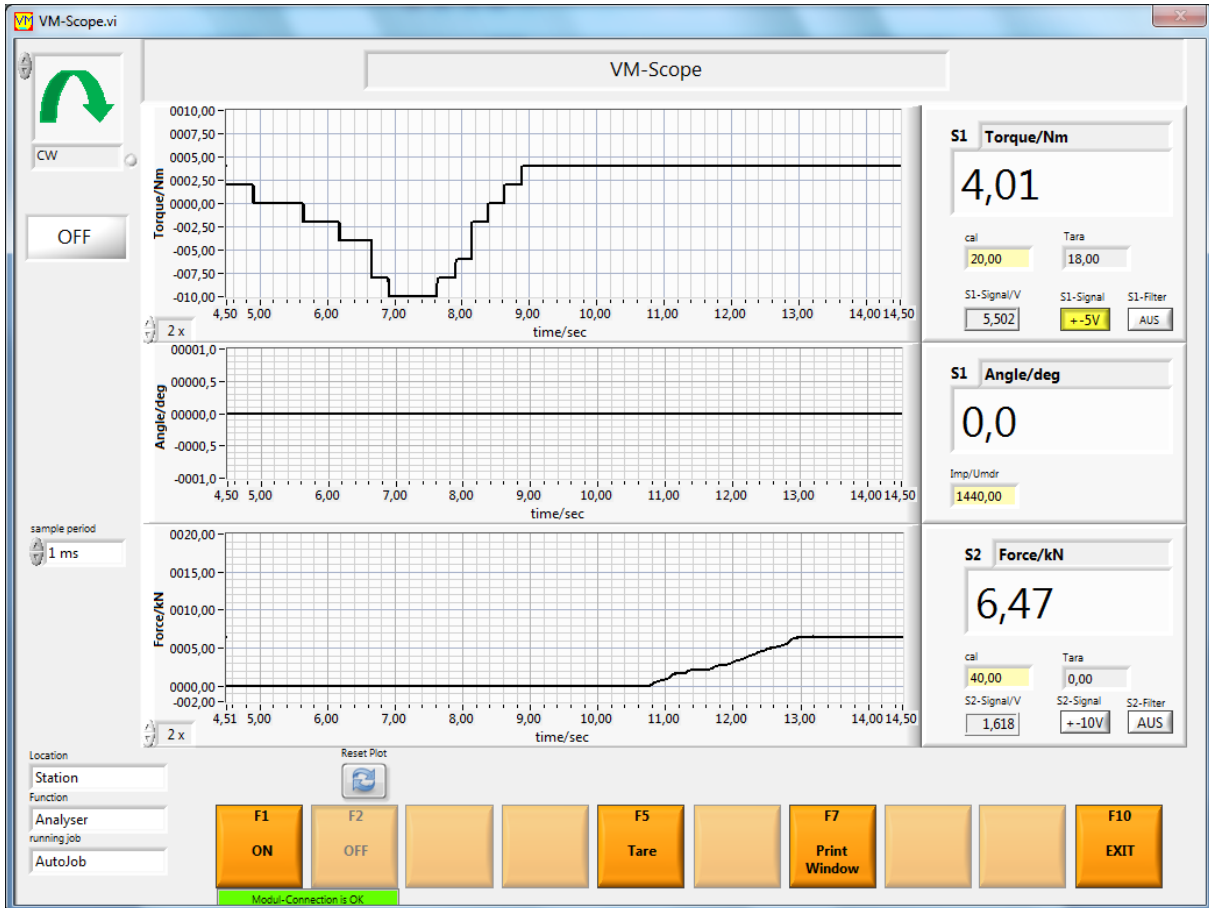 VM VM-Scope.vi
VM-Scope
CW
OFF
0010,00
0007,50
0005,00
0002,50
0000,00
-002,50
-005,00
-007,50
-010,00
Torque/Nm
4,50 5,00 6,00 7,00 8,00 9,00 10,00 11,00 12,00 13,00 14,00 14,50
time/sec
2 x
S1 Torque/Nm
4,01
cal Tara
20,00 18,00
S1-Signal/V S1-Signal S1-Filter
5,502 +-5V AUS
00001,0
00000,5
00000,0
-0000,5
-0001,0
Angle/deg
4,50 5,00 6,00 7,00 8,00 9,00 10,00 11,00 12,00 13,00 14,00 14,50
time/sec
S1 Angle/deg
0,0
Imp/Umdr
1440,00
sample period
1 ms
0020,00
0015,00
0010,00
0005,00
0000,00
-002,00
Force/kN
4,51 5,00 6,00 7,00 8,00 9,00 10,00 11,00 12,00 13,00 14,00 14,50
time/sec
2 x
S2 Force/kN
6,47
cal Tara
40,00 0,00
S2-Signal/V S2-Signal S2-Filter
1,618 +-10V AUS
Location
Station
Function
Analyser
running job
AutoJob
Reset Plot
F1 F2 F5 F7 F10
ON OFF Tare Print Window EXIT
Modul-Connection is OK